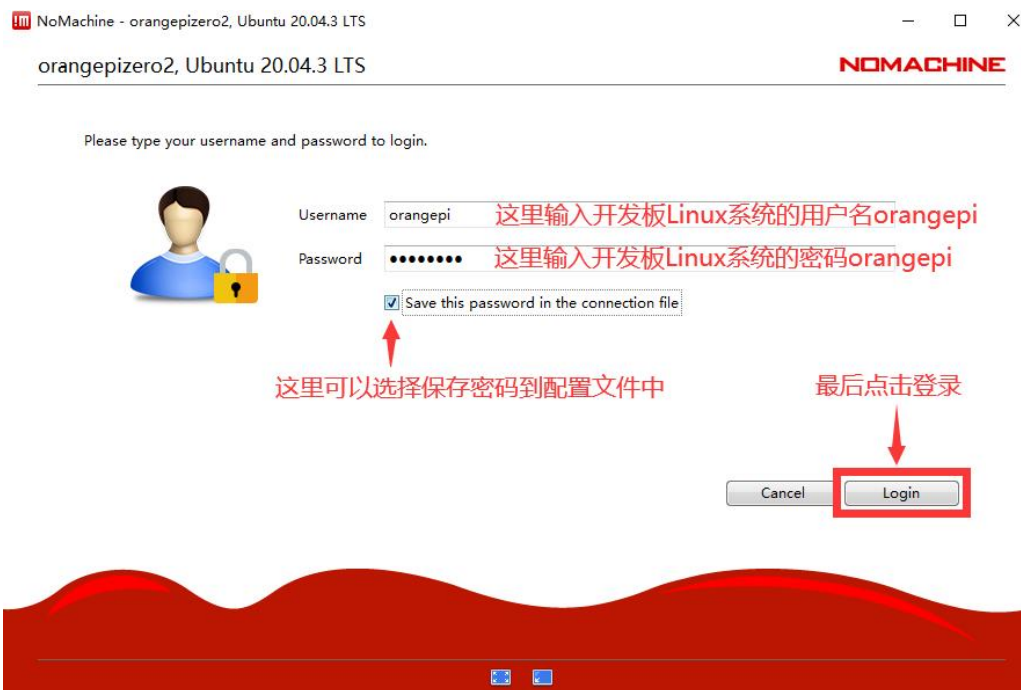 NoMachine - orangepizero2, Ubuntu 20.04.3 LTS
orangepizero2, Ubuntu 20.04.3 LTS
NOMACHINE
Please type your username and password to login.
Username orangepi 这里输入开发板Linux系统的用户名orangepi
Password •••••••• 这里输入开发板Linux系统的密码orangepi
Save this password in the connection file
这里可以选择保存密码到配置文件中
最后点击登录
Cancel Login